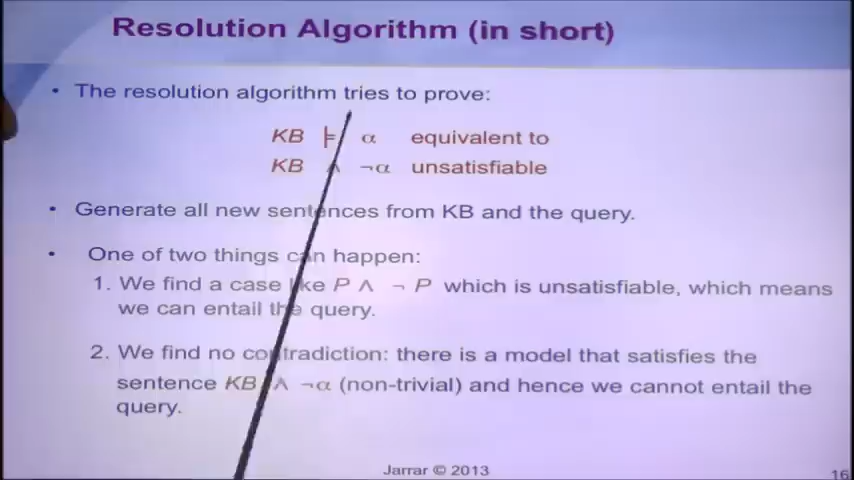 Resolution Algorithm (in short)
• The resolution algorithm tries to prove:
KB ⊨ α equivalent to
KB ∧ ¬α unsatisfiable
• Generate all new sentences from KB and the query.
• One of two things can happen:
1. We find a case like P ∧ ¬ P which is unsatisfiable, which means
we can entail the query.
2. We find no contradiction: there is a model that satisfies the
sentence KB ∧ ¬α (non-trivial) and hence we cannot entail the
query.
Jarrar © 2013
16